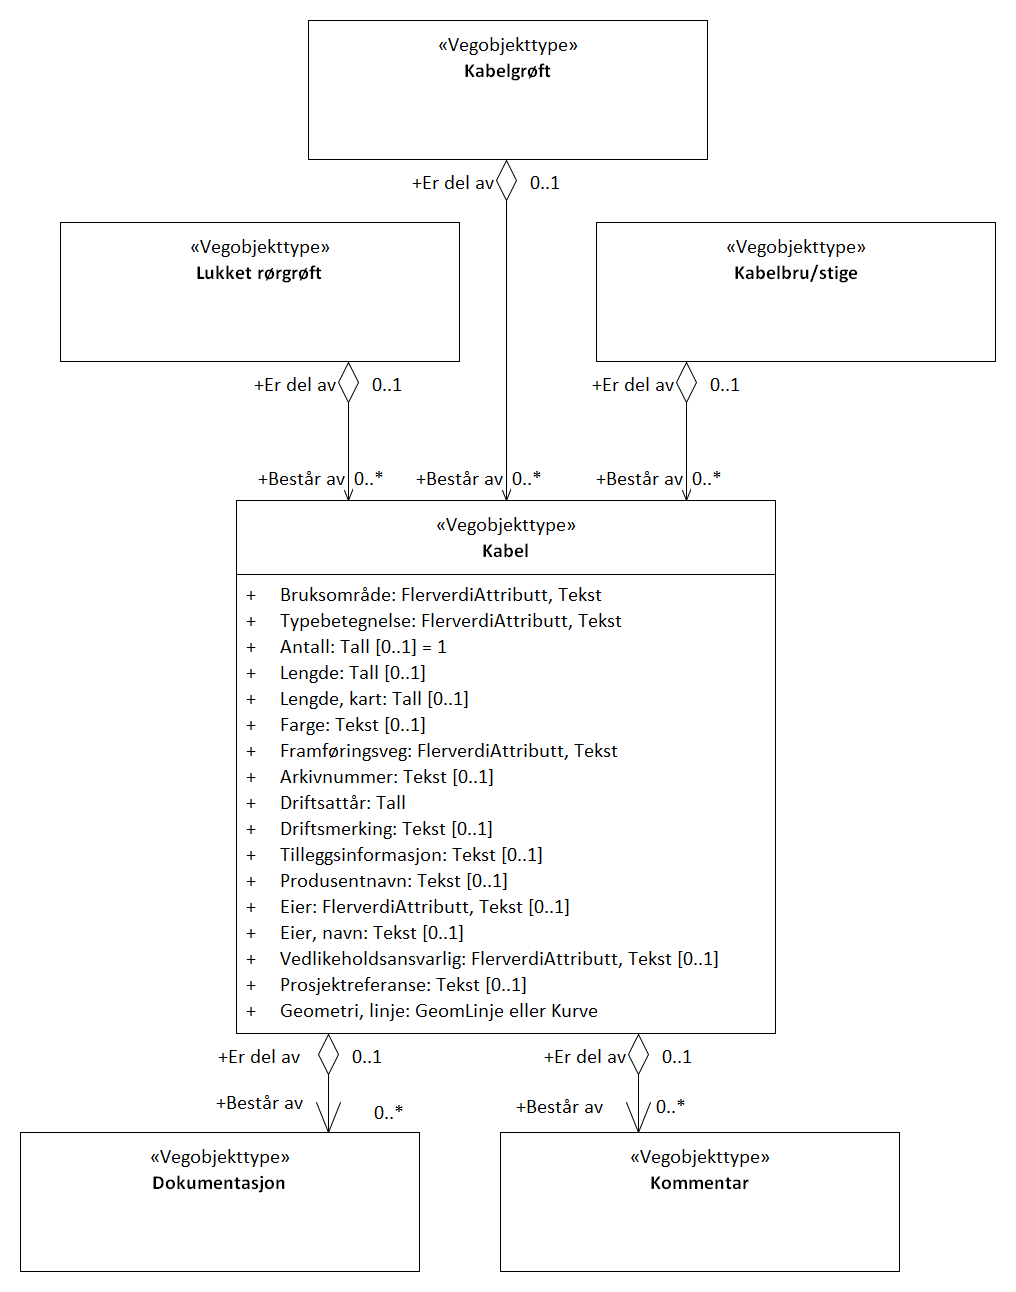 «Vegobjekttype»
Kabelgrøft
+Er del av 0..1
«Vegobjekttype»
Lukket rørgrøft
«Vegobjekttype»
Kabelbru/stige
+Er del av 0..1
+Er del av 0..1
+Består av 0..*
+Består av 0..*
+Består av 0..*
«Vegobjekttype»
Kabel
+ Bruksområde: FlerverdiAttributt, Tekst
+ Typebetegnelse: FlerverdiAttributt, Tekst
+ Antall: Tall [0..1] = 1
+ Lengde: Tall [0..1]
+ Lengde, kart: Tall [0..1]
+ Farge: Tekst [0..1]
+ Framføringsveg: FlerverdiAttributt, Tekst
+ Arkivnummer: Tekst [0..1]
+ Driftsattår: Tall
+ Driftsmerking: Tekst [0..1]
+ Tilleggsinformasjon: Tekst [0..1]
+ Produsentnavn: Tekst [0..1]
+ Eier: FlerverdiAttributt, Tekst [0..1]
+ Eier, navn: Tekst [0..1]
+ Vedlikeholdsansvarlig: FlerverdiAttributt, Tekst [0..1]
+ Prosjektreferanse: Tekst [0..1]
+ Geometri, linje: GeomLinje eller Kurve
+Er del av 0..1
+Er del av 0..1
+Består av 0..*
+Består av 0..*
«Vegobjekttype»
Dokumentasjon
«Vegobjekttype»
Kommentar